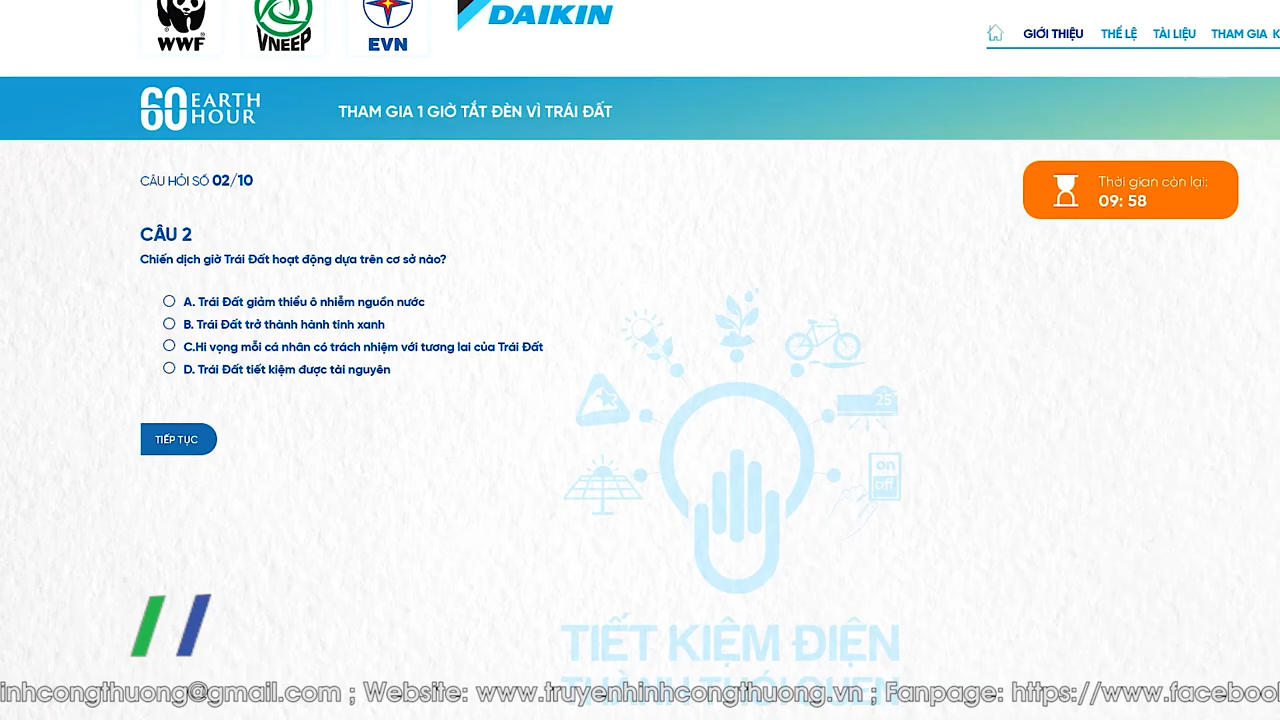 WWF
VNEEP
EVN
DAIKIN
GIỚI THIỆU THỂ LỆ TÀI LIỆU THAM GIA K
60 EARTH HOUR
THAM GIA 1 GIỜ TẮT ĐÈN VÌ TRÁI ĐẤT
CÂU HỎI SỐ 02/10
Thời gian còn lại:
09: 58
CÂU 2
Chiến dịch giờ Trái Đất hoạt động dựa trên cơ sở nào?
A. Trái Đất giảm thiểu ô nhiễm nguồn nước
B. Trái Đất trở thành hành tinh xanh
C.Hi vọng mỗi cá nhân có trách nhiệm với tương lai của Trái Đất
D. Trái Đất tiết kiệm được tài nguyên
25°
on
off
TIẾP TỤC
TIẾT KIỆM ĐIỆN
THÀNH THÓI QUEN
inhcongthuong@gmail.com ; Website: www.truyenhinhcongthuong.vn ; Fanpage: https://www.facebook